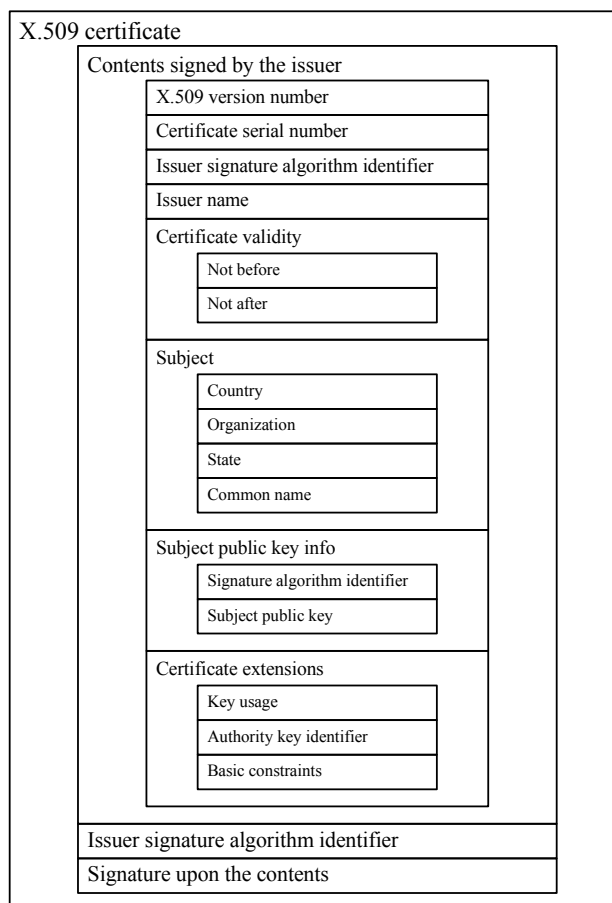 X.509 certificate
Contents signed by the issuer
X.509 version number
Certificate serial number
Issuer signature algorithm identifier
Issuer name
Certificate validity
Not before
Not after
Subject
Country
Organization
State
Common name
Subject public key info
Signature algorithm identifier
Subject public key
Certificate extensions
Key usage
Authority key identifier
Basic constraints
Issuer signature algorithm identifier
Signature upon the contents